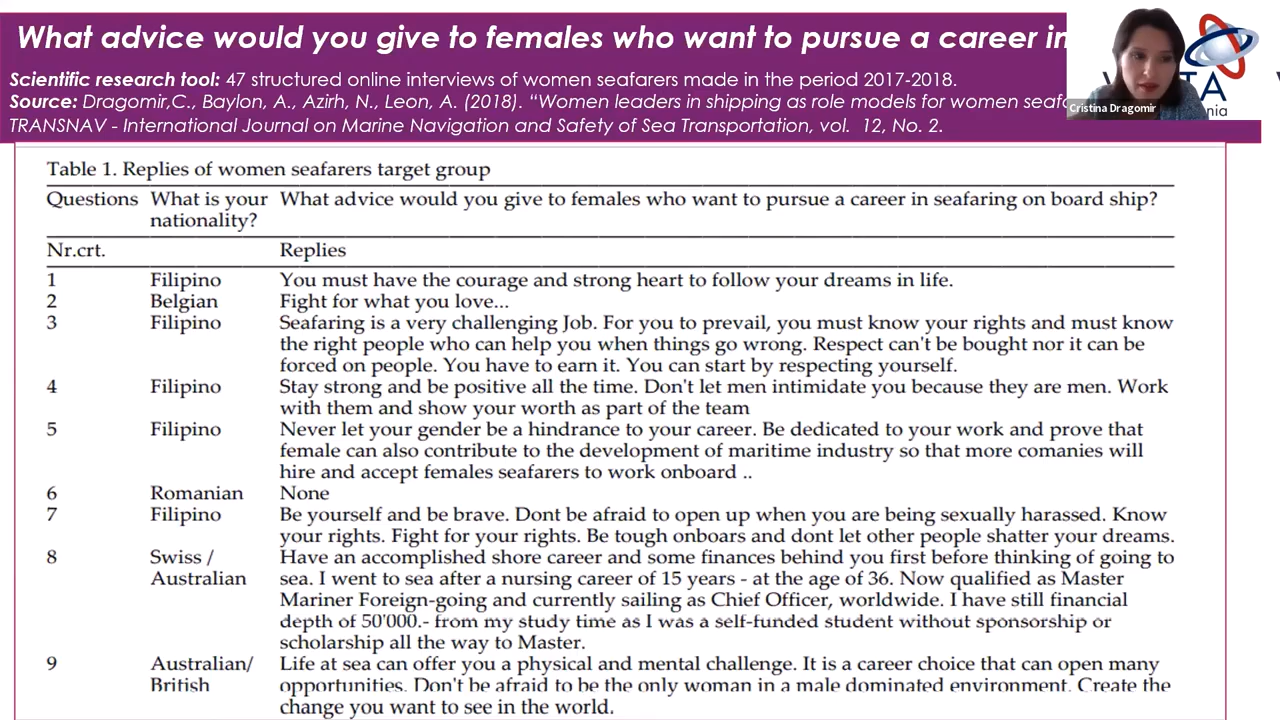 What advice would you give to females who want to pursue a career in
Scientific research tool: 47 structured online interviews of women seafarers made in the period 2017-2018.
Source: Dragomir,C., Baylon, A., Azirh, N., Leon, A. (2018). “Women leaders in shipping as role models for women
TRANSNAV - International Journal on Marine Navigation and Safety of Sea Transportation, vol. 12, No. 2.
Cristina Dragomir
Table 1. Replies of women seafarers target group
Questions What is your What advice would you give to females who want to pursue a career in seafaring on board ship?
nationality?
Nr.crt. Replies
1 Filipino You must have the courage and strong heart to follow your dreams in life.
2 Belgian Fight for what you love...
3 Filipino Seafaring is a very challenging Job. For you to prevail, you must know your rights and must know
the right people who can help you when things go wrong. Respect can't be bought nor it can be
forced on people. You have to earn it. You can start by respecting yourself.
4 Filipino Stay strong and be positive all the time. Don't let men intimidate you because they are men. Work
with them and show your worth as part of the team
5 Filipino Never let your gender be a hindrance to your career. Be dedicated to your work and prove that
female can also contribute to the development of maritime industry so that more comanies will
hire and accept females seafarers to work onboard ..
6 Romanian None
7 Filipino Be yourself and be brave. Dont be afraid to open up when you are being sexually harassed. Know
your rights. Fight for your rights. Be tough onboars and dont let other people shatter your dreams.
8 Swiss / Have an accomplished shore career and some finances behind you first before thinking of going to
Australian sea. I went to sea after a nursing career of 15 years - at the age of 36. Now qualified as Master
Mariner Foreign-going and currently sailing as Chief Officer, worldwide. I have still financial
depth of 50'000.- from my study time as I was a self-funded student without sponsorship or
scholarship all the way to Master.
9 Australian/ Life at sea can offer you a physical and mental challenge. It is a career choice that can open many
British opportunities. Don't be afraid to be the only woman in a male dominated environment. Create the
change you want to see in the world.